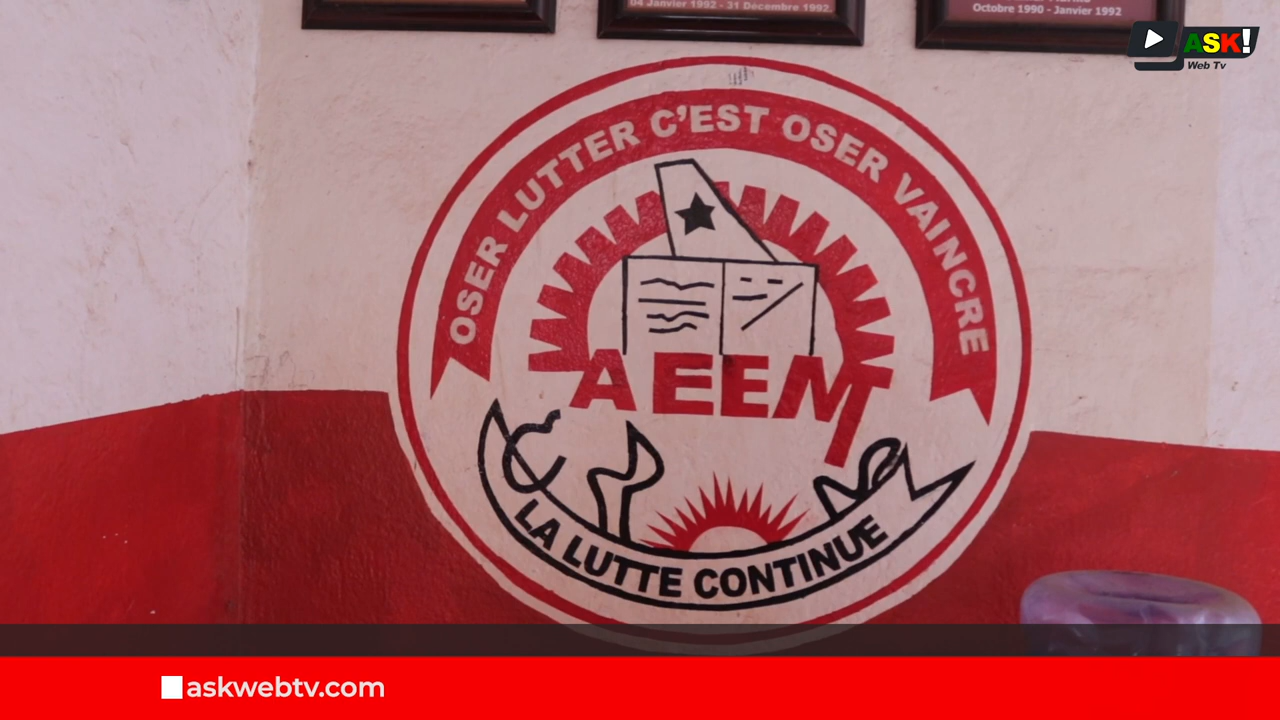 04 Janvier 1992 - 31 Décembre 1992.
Octobre 1990 - Janvier 1992
ASK!
Web Tv
OSER LUTTER C'EST OSER VAINCRE
AEEM
LA LUTTE CONTINUE
askwebtv.com